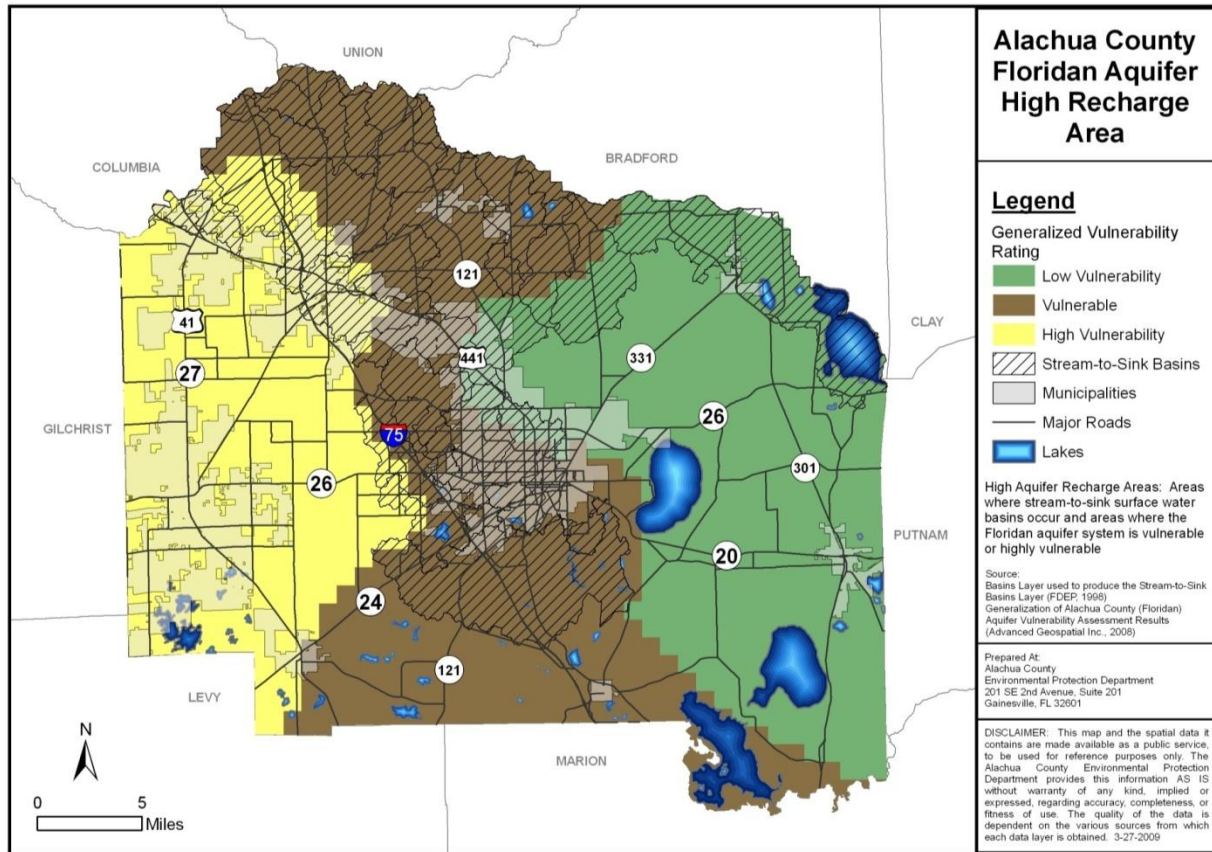 UNION
COLUMBIA
BRADFORD
121
41
441
CLAY
27
331
GILCHRIST
75
26
26
301
PUTNAM
20
24
121
LEVY
MARION
N
0 5
Miles
Alachua County
Floridan Aquifer
High Recharge
Area
Legend
Generalized Vulnerability
Rating
Low Vulnerability
Vulnerable
High Vulnerability
Stream-to-Sink Basins
Municipalities
Major Roads
Lakes
High Aquifer Recharge Areas: Areas
where stream-to-sink surface water
basins occur and areas where the
Floridan aquifer system is vulnerable
or highly vulnerable
Source:
Basins Layer used to produce the Stream-to-Sink
Basins Layer (FDEP, 1998)
Generalization of Alachua County (Floridan)
Aquifer Vulnerability Assessment Results
(Advanced Geospatial Inc., 2008)
Prepared At:
Alachua County
Environmental Protection Department
201 SE 2nd Avenue, Suite 201
Gainesville, FL 32601
DISCLAIMER: This map and the spatial data it
contains are made available as a public service,
to be used for reference purposes only. The
Alachua County Environmental Protection
Department provides this information AS IS
without warranty of any kind, implied or
expressed, regarding accuracy, completeness, or
fitness of use. The quality of the data is
dependent on the various sources from which
each data layer is obtained. 3-27-2009